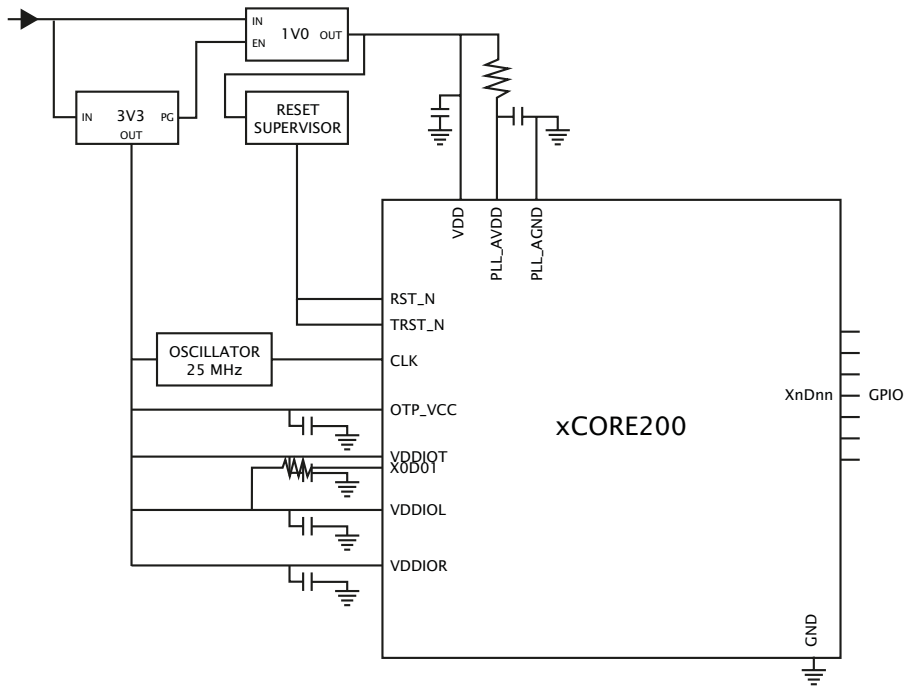 IN
EN
1V0
OUT
IN
3V3
PG
OUT
RESET
SUPERVISOR
VDD
PLL_AVDD
PLL_AGND
RST_N
TRST_N
OSCILLATOR
25 MHz
CLK
OTP_VCC
XnDnn
GPIO
xCORE200
VDDIOT
X0D01
VDDIOL
VDDIOR
GND